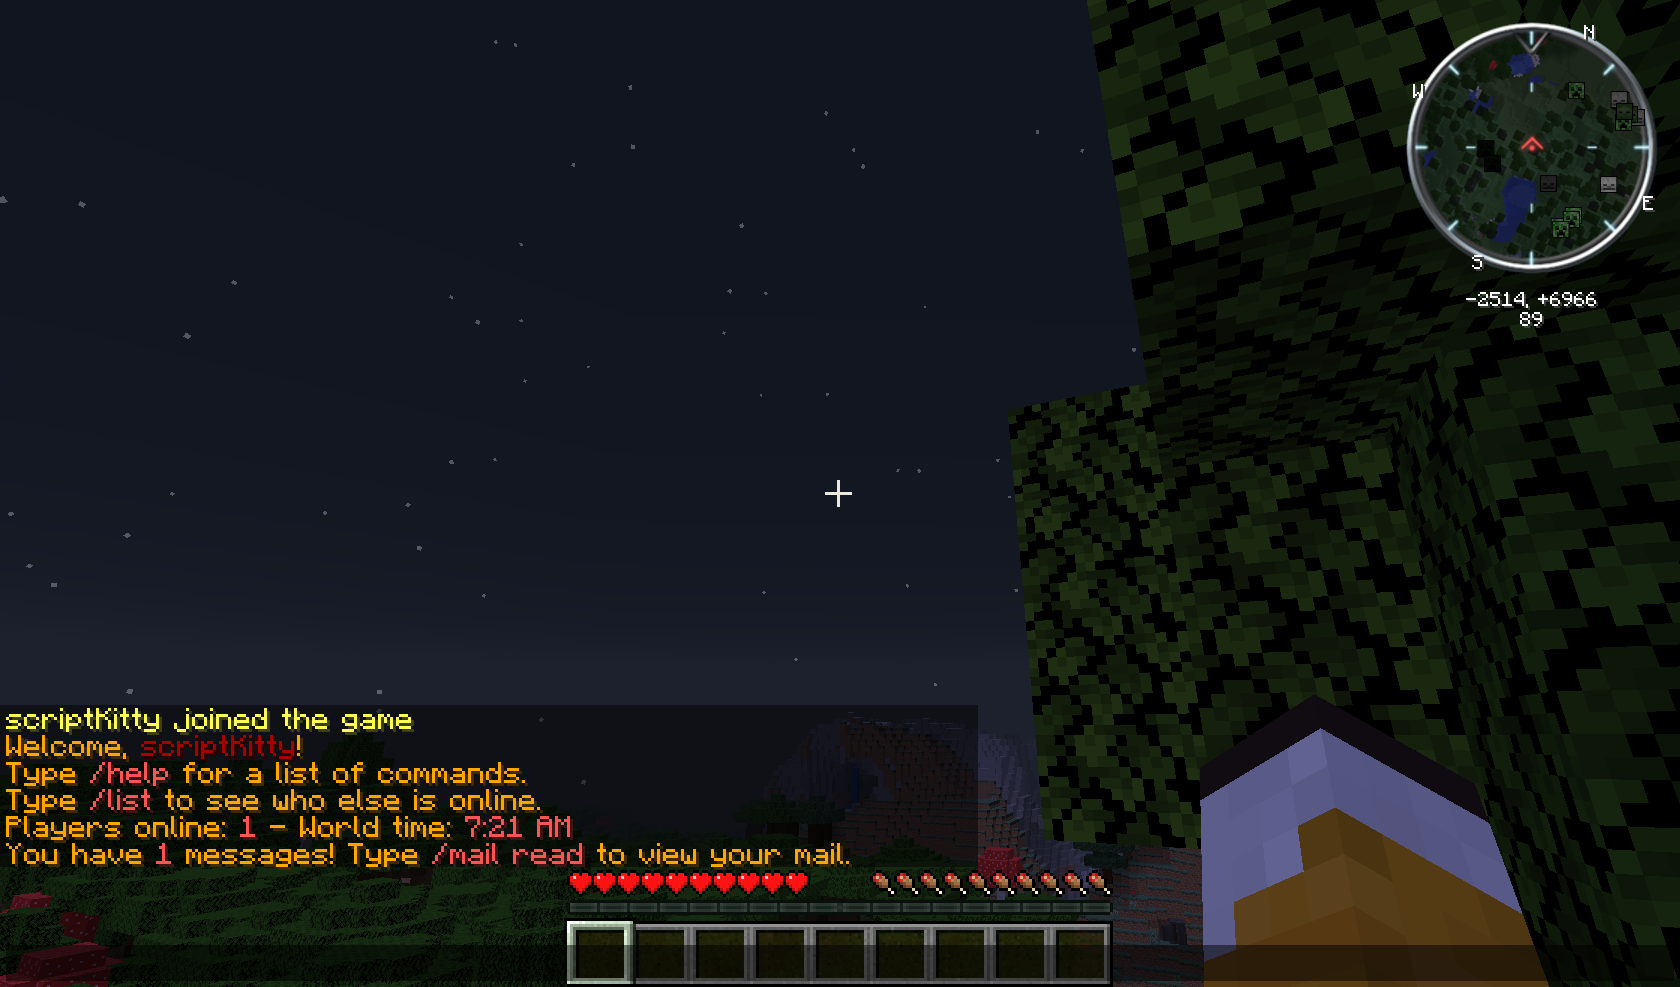 N
W
E
S
-2514, +6966
89
scriptKitty joined the game
Welcome, scriptKitty!
Type /help for a list of commands.
Type /list to see who else is online.
Players online: 1 - World time: 7:21 AM
You have 1 messages! Type /mail read to view your mail.